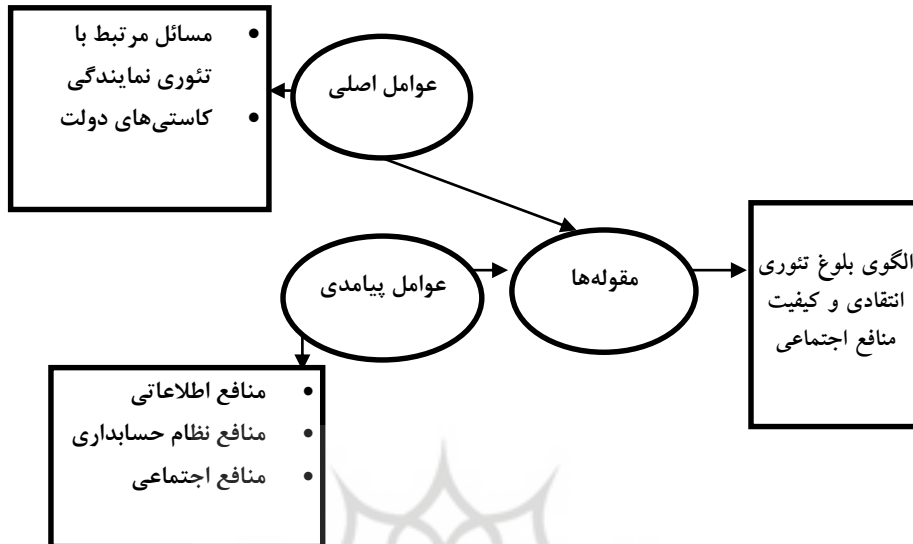 • مسائل مرتبط با
تئوری نمایندگی
• کاستی‌های دولت
عوامل اصلی
عوامل پیامدی
مقوله‌ها
الگوی بلوغ تئوری
انتقادی و کیفیت
منافع اجتماعی
• منافع اطلاعاتی
• منافع نظام حسابداری
• منافع اجتماعی